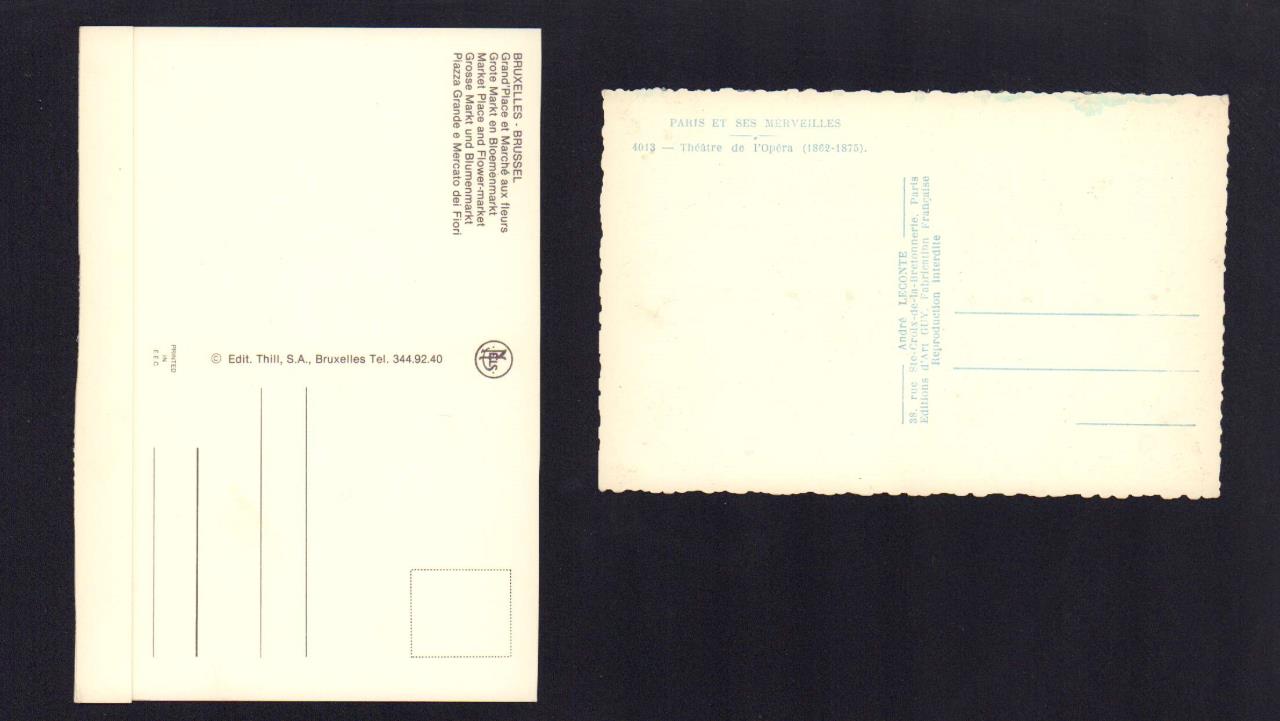 BRUXELLES - BRUSSEL
Grand'Place et Marché aux fleurs
Grote Markt en Bloemenmarkt
Market Place and Flower-market
Grosse Markt und Blumenmarkt
Piazza Grande e Mercato dei Fiori
NELS
© Edit. Thill, S.A., Bruxelles Tel. 344.92.40
PRINTED
IN
E.E.C.
PARIS ET SES MERVEILLES
4013 — Théâtre de l'Opéra (1862-1875).
André LECONTE
38, rue Ste-Croix-de-la-Bretonnerie, Paris
Editions d'Art GUY. Fabrication Française
Reproduction interdite